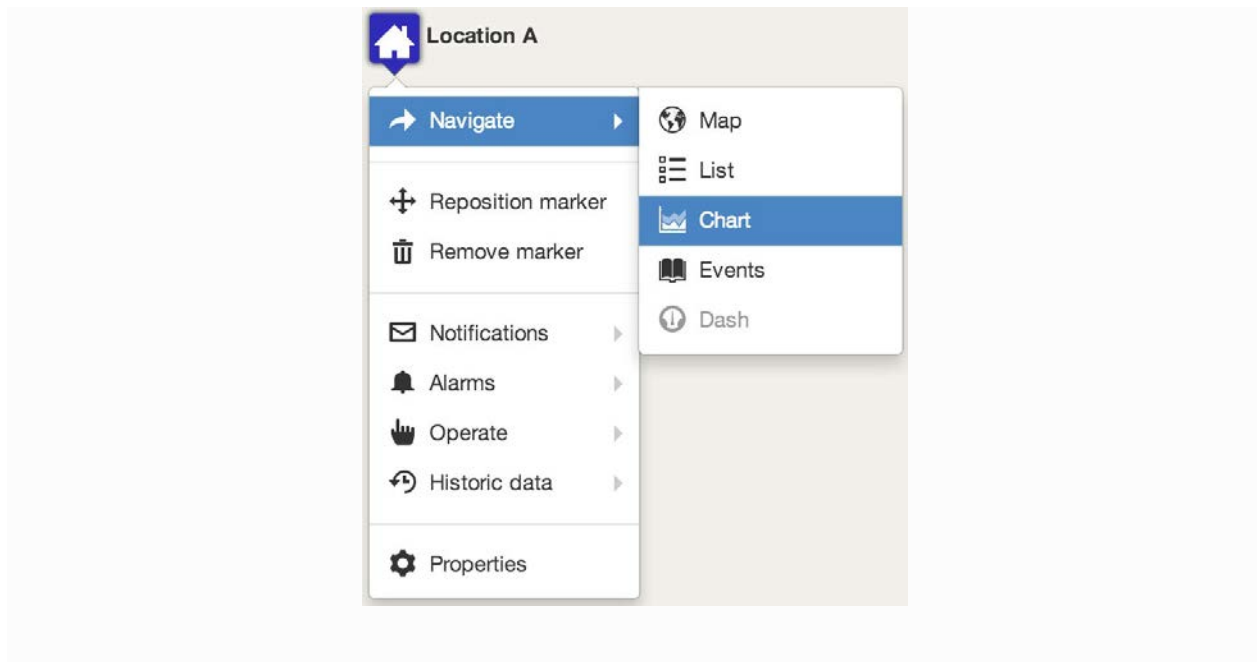 Location A
Navigate
Reposition marker
Remove marker
Notifications
Alarms
Operate
Historic data
Properties
Map
List
Chart
Events
Dash